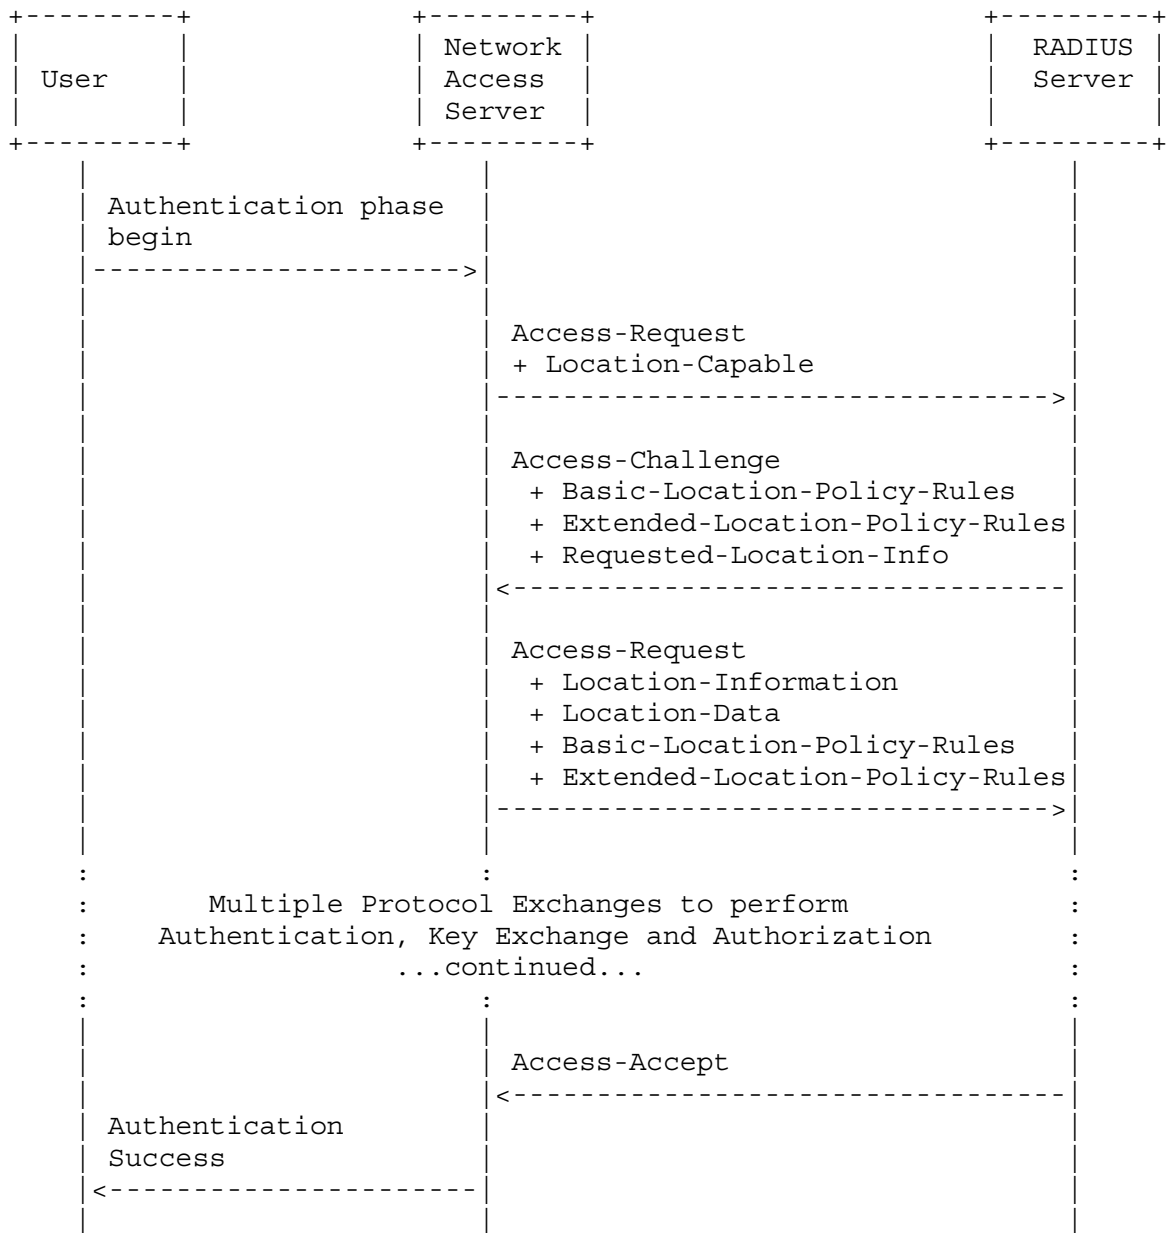 Network RADIUS
User Access Server
Server
Authentication phase
begin
Access-Request
+ Location-Capable
Access-Challenge
+ Basic-Location-Policy-Rules
+ Extended-Location-Policy-Rules
+ Requested-Location-Info
Access-Request
+ Location-Information
+ Location-Data
+ Basic-Location-Policy-Rules
+ Extended-Location-Policy-Rules
Multiple Protocol Exchanges to perform
Authentication, Key Exchange and Authorization
...continued...
Access-Accept
Authentication
Success